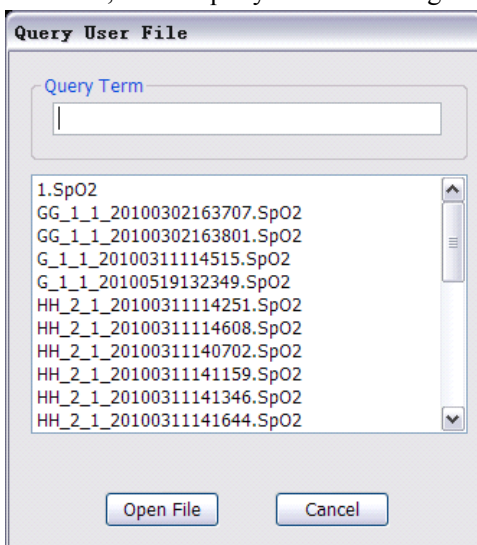 Query User File
Query Term
1.SpO2
GG_1_1_20100302163707.SpO2
GG_1_1_20100302163801.SpO2
G_1_1_20100311114515.SpO2
G_1_1_20100519132349.SpO2
HH_2_1_20100311114251.SpO2
HH_2_1_20100311114608.SpO2
HH_2_1_20100311140702.SpO2
HH_2_1_20100311141159.SpO2
HH_2_1_20100311141346.SpO2
HH_2_1_20100311141644.SpO2
Open File Cancel